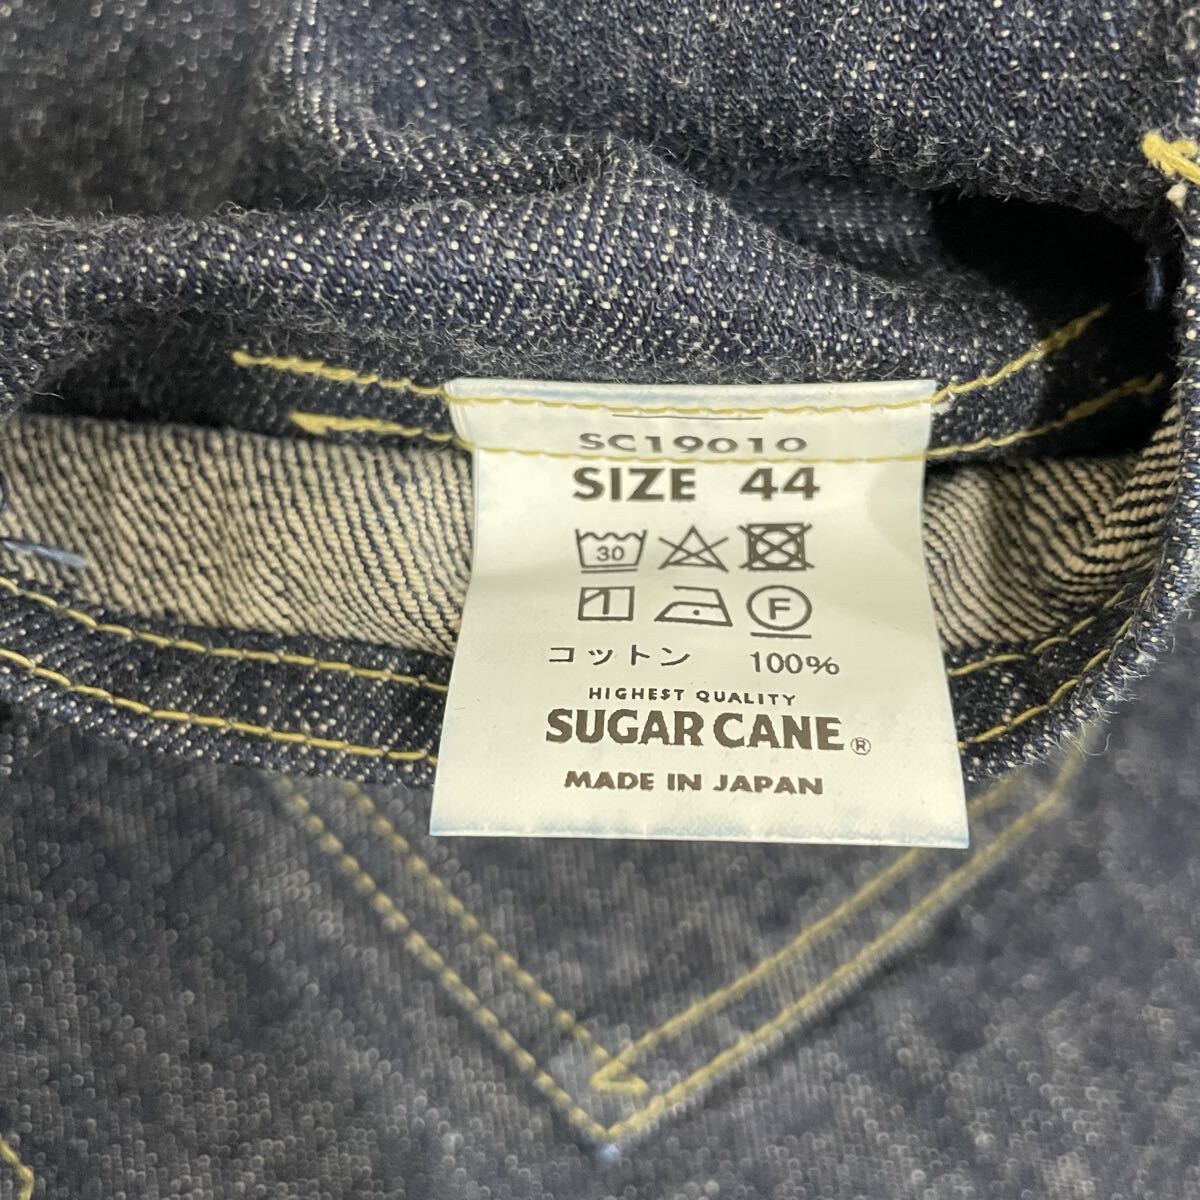 SC19010
SIZE 44
30
F
コットン 100%
HIGHEST QUALITY
SUGAR CANE®
MADE IN JAPAN